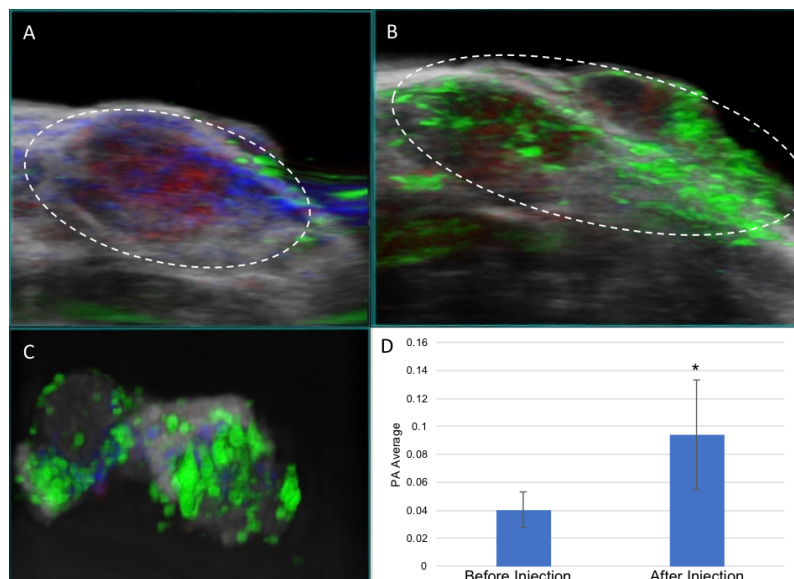 A
B
C
D
0.16
0.14
0.12
0.1
0.08
0.06
0.04
0.02
0
PA Average
*
Before Injection
After Injection